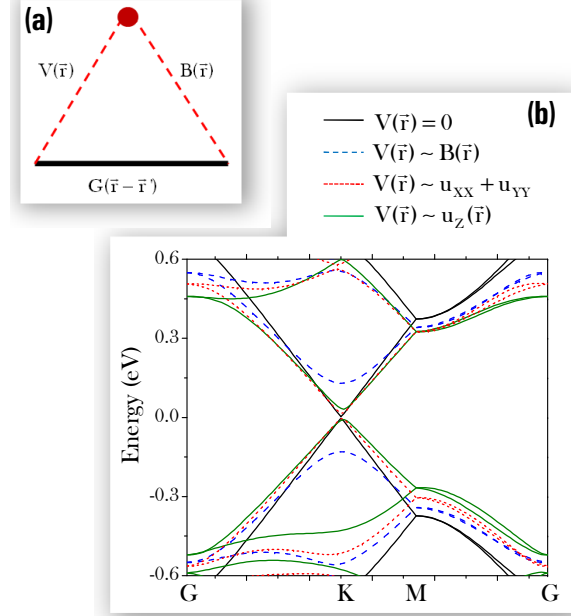 (a)
V(r⃗)
B(r⃗)
G(r⃗ − r⃗ ')
(b)
V(r⃗) = 0
V(r⃗) ~ B(r⃗)
V(r⃗) ~ u_XX + u_YY
V(r⃗) ~ u_Z(r⃗)
Energy (eV)
0.6
0.3
0.0
-0.3
-0.6
G K M G